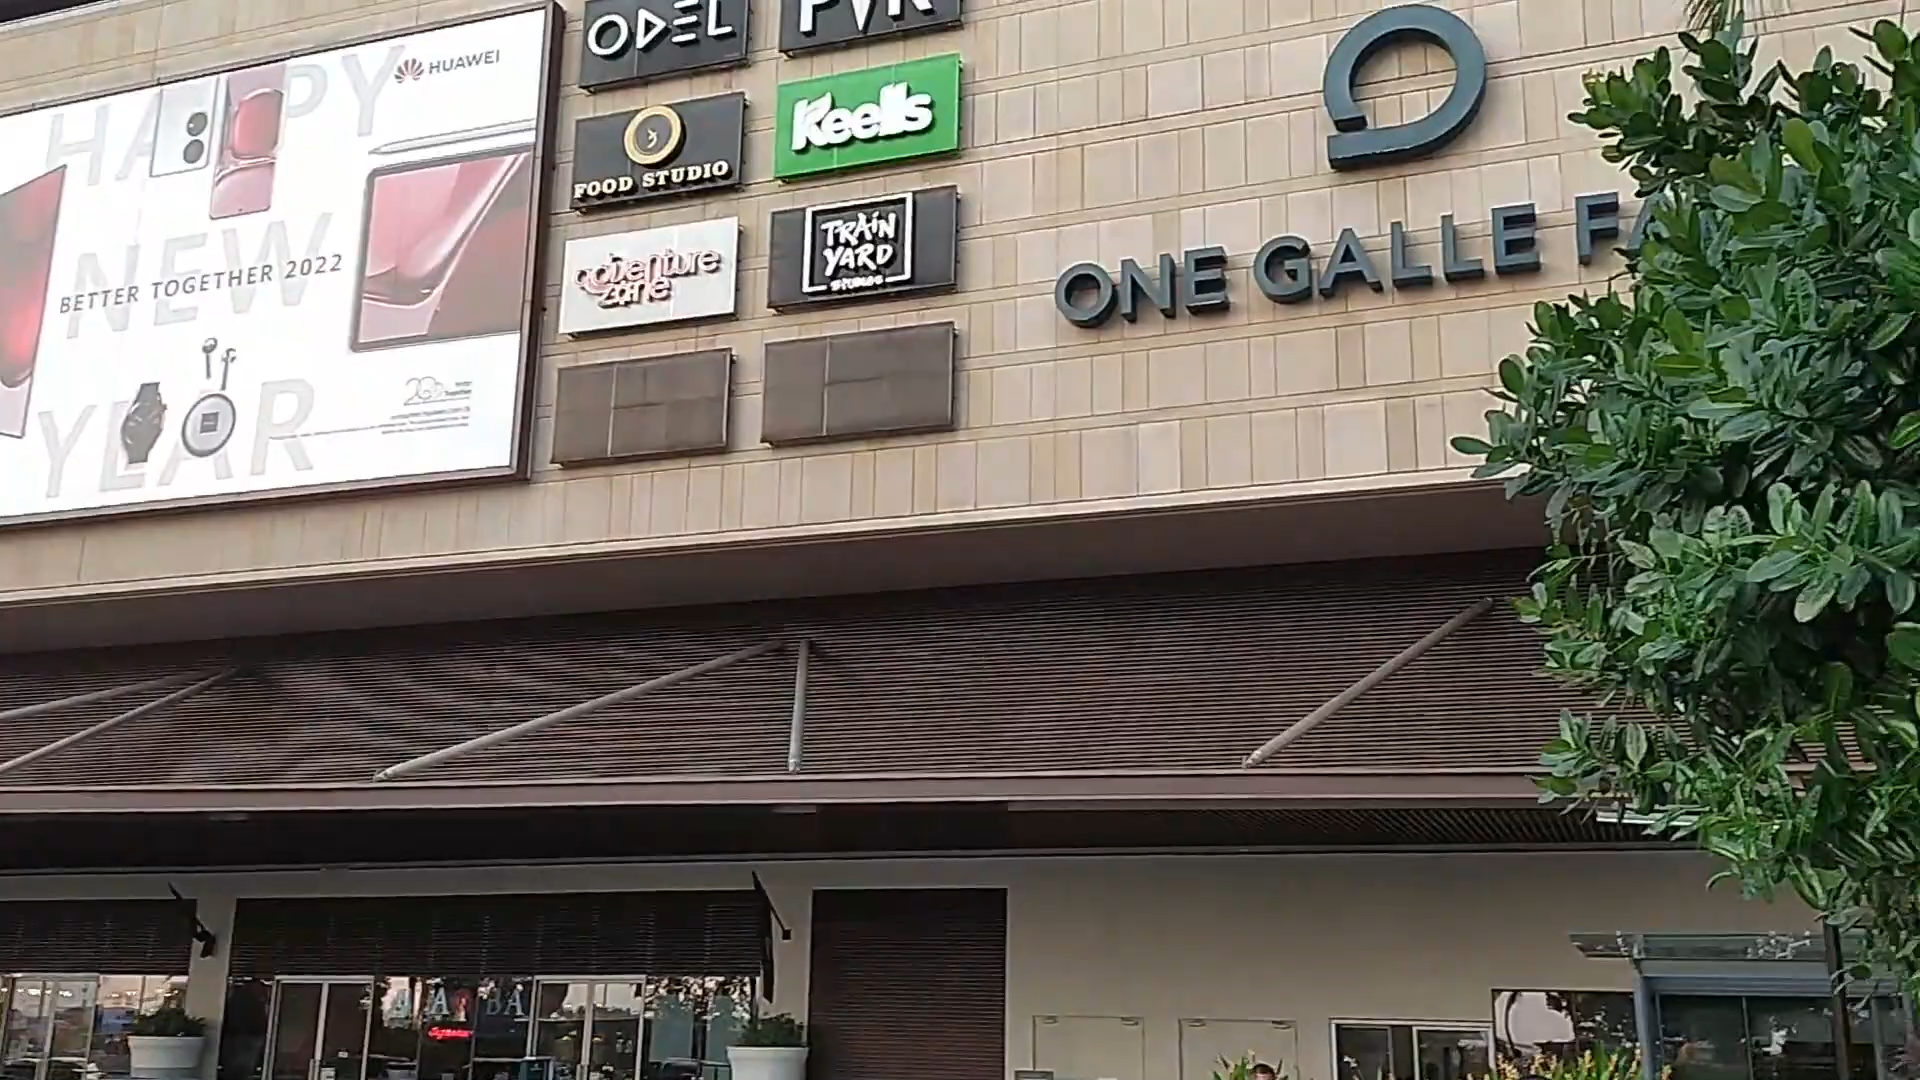 HUAWEI
HAPPY
NEW
BETTER TOGETHER 2022
YEAR
ODEL
PVR
FOOD STUDIO
Keells
adventure
zone
TRAIN
YARD
STUDIOS
ONE GALLE FA